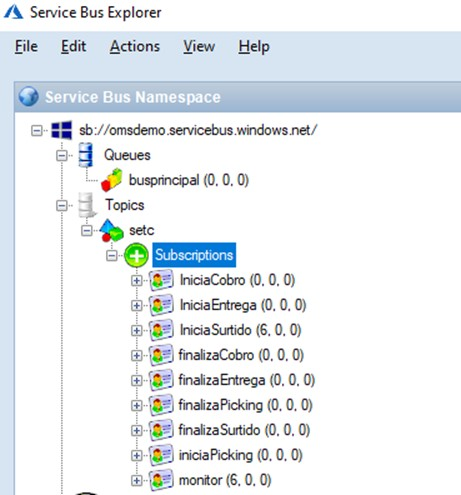 Service Bus Explorer
File Edit Actions View Help
Service Bus Namespace
sb://omsdemo.servicebus.windows.net/
Queues
busprincipal (0, 0, 0)
Topics
setc
Subscriptions
IniciaCobro (0, 0, 0)
IniciaEntrega (0, 0, 0)
IniciaSurtido (6, 0, 0)
finalizaCobro (0, 0, 0)
finalizaEntrega (0, 0, 0)
finalizaPicking (0, 0, 0)
finalizaSurtido (0, 0, 0)
iniciaPicking (0, 0, 0)
monitor (6, 0, 0)